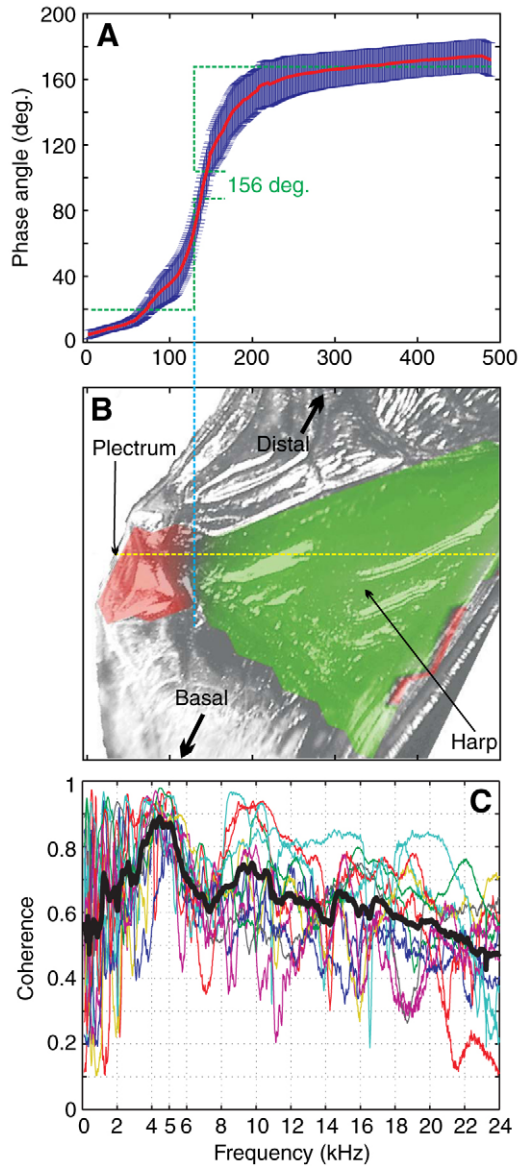 A
200
160
120
80
40
0
Phase angle (deg.)
156 deg.
0
100
200
300
400
500
B
Plectrum
Distal
Basal
Harp
C
1
0.8
0.6
0.4
0.2
0
Coherence
0 2 4 5 6 8 10 12 14 16 18 20 22 24
Frequency (kHz)